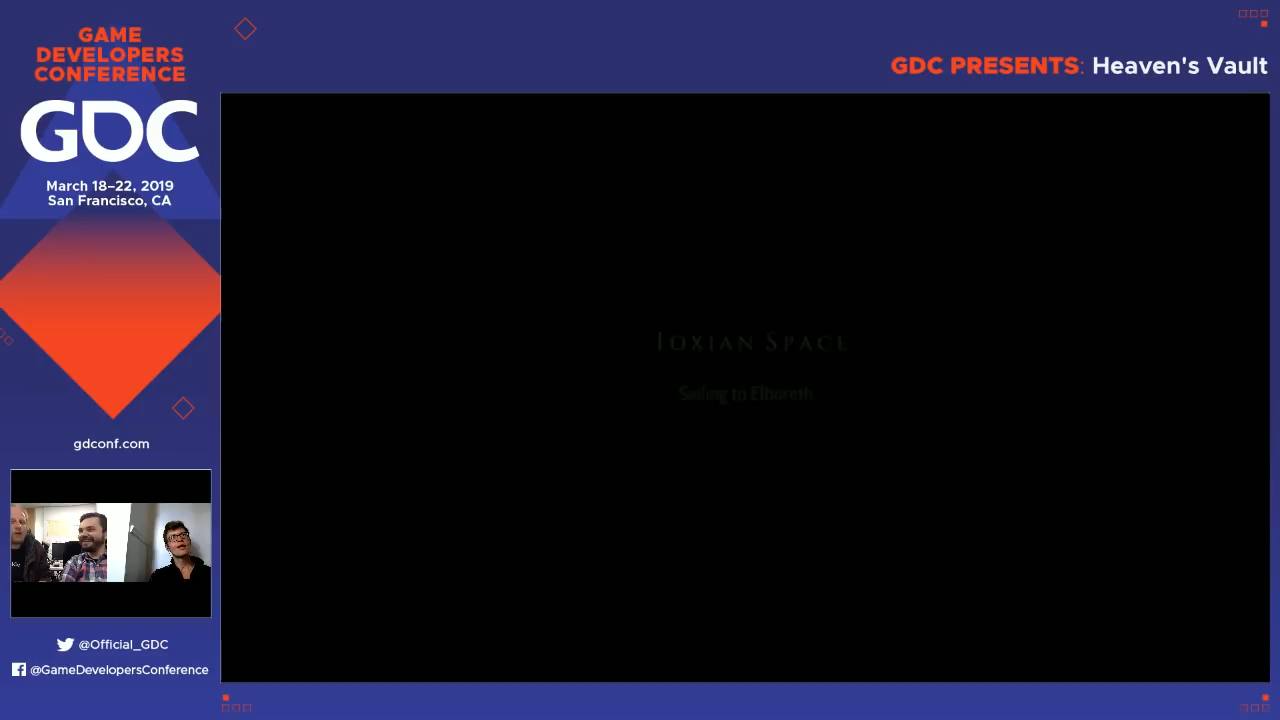 GAME
DEVELOPERS
CONFERENCE
GDC
March 18–22, 2019
San Francisco, CA
gdconf.com
@Official_GDC
@GameDevelopersConference
GDC PRESENTS: Heaven's Vault
Ioxian Space
Sailing to Elboreth